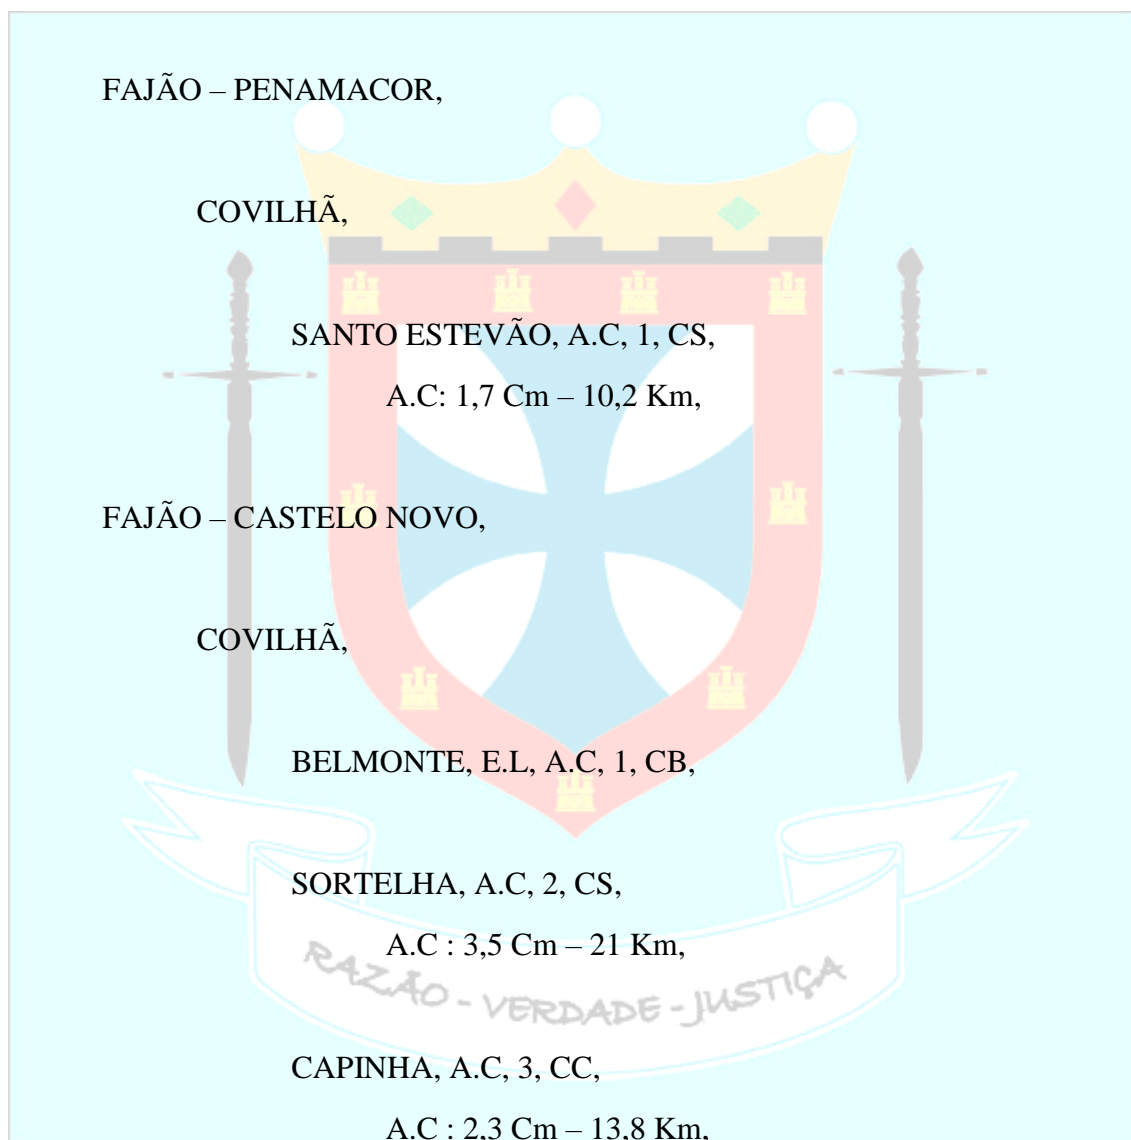 FAJÃO – PENAMACOR,
COVILHÃ,
SANTO ESTEVÃO, A.C, 1, CS,
A.C: 1,7 Cm – 10,2 Km,
FAJÃO – CASTELO NOVO,
COVILHÃ,
BELMONTE, E.L, A.C, 1, CB,
SORTELHA, A.C, 2, CS,
A.C : 3,5 Cm – 21 Km,
RAZÃO - VERDADE - JUSTIÇA
CAPINHA, A.C, 3, CC,
A.C : 2,3 Cm – 13,8 Km,